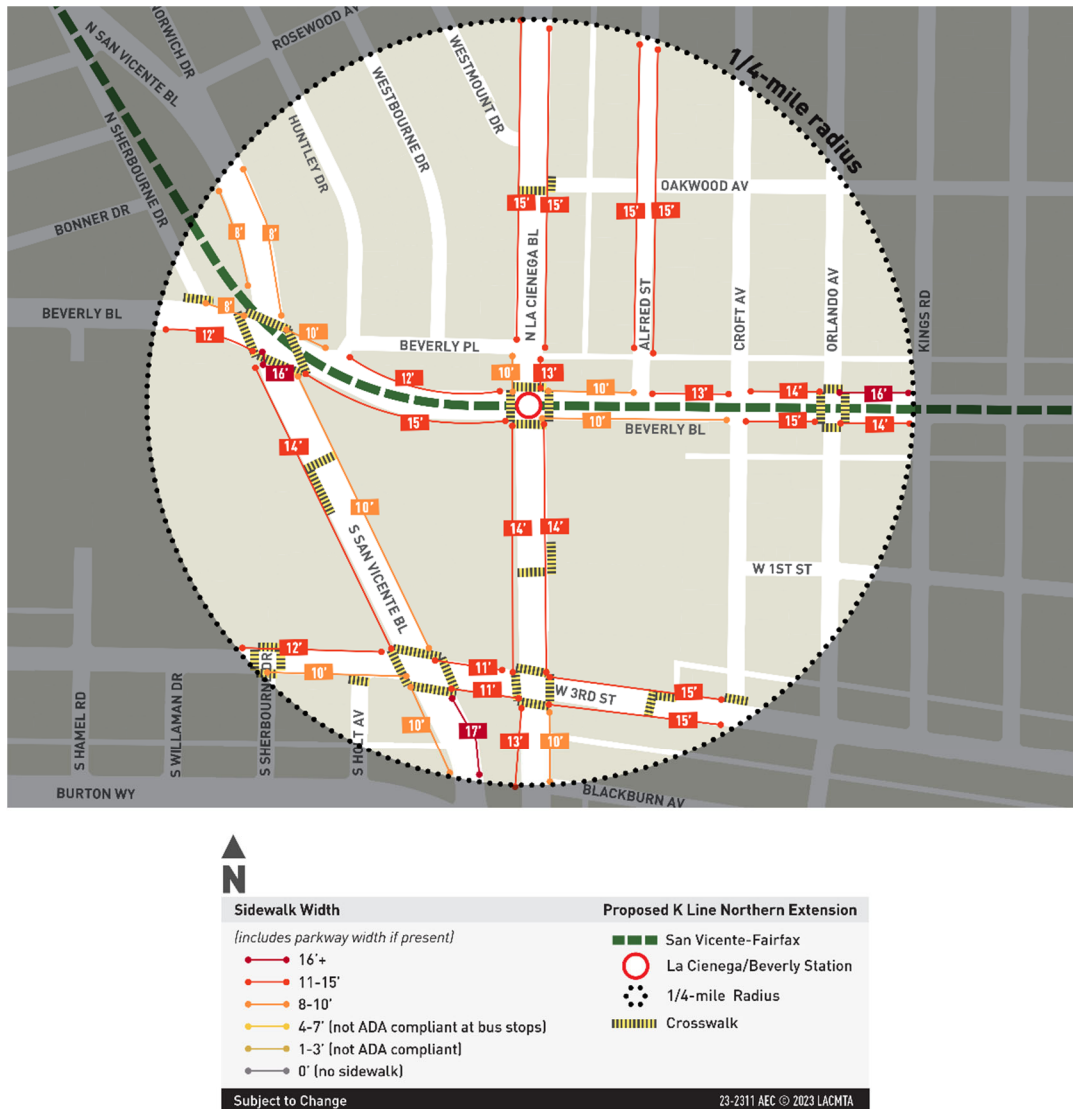 N SAN VICENTE BL
NORWICH DR
ROSEWOOD AV
WESTBOURNE DR
WESTMOUNT DR
1/4-mile radius
N SHERBOURNE DR
HUNTLEY DR
BONNER DR
OAKWOOD AV
15'
15'
15'
15'
8'
8'
N LA CIENEGA BL
ALFRED ST
CROFT AV
ORLANDO AV
KINGS RD
BEVERLY BL
8'
12'
10'
BEVERLY PL
16'
12'
10'
13'
10'
13'
14'
16'
15'
10'
BEVERLY BL
15'
14'
14'
10'
14'
14'
S SAN VICENTE BL
W 1ST ST
12'
10'
11'
11'
W 3RD ST
15'
15'
S HAMEL RD
S WILLAMAN DR
S SHERBOURNE DR
S HOLT AV
10'
17'
13'
10'
BURTON WY
BLACKBURN AV
N
Sidewalk Width
(includes parkway width if present)
16'+
11-15'
8-10'
4-7' (not ADA compliant at bus stops)
1-3' (not ADA compliant)
0' (no sidewalk)
Proposed K Line Northern Extension
San Vicente-Fairfax
La Cienega/Beverly Station
1/4-mile Radius
Crosswalk
Subject to Change
23-2311 AEC © 2023 LACMTA